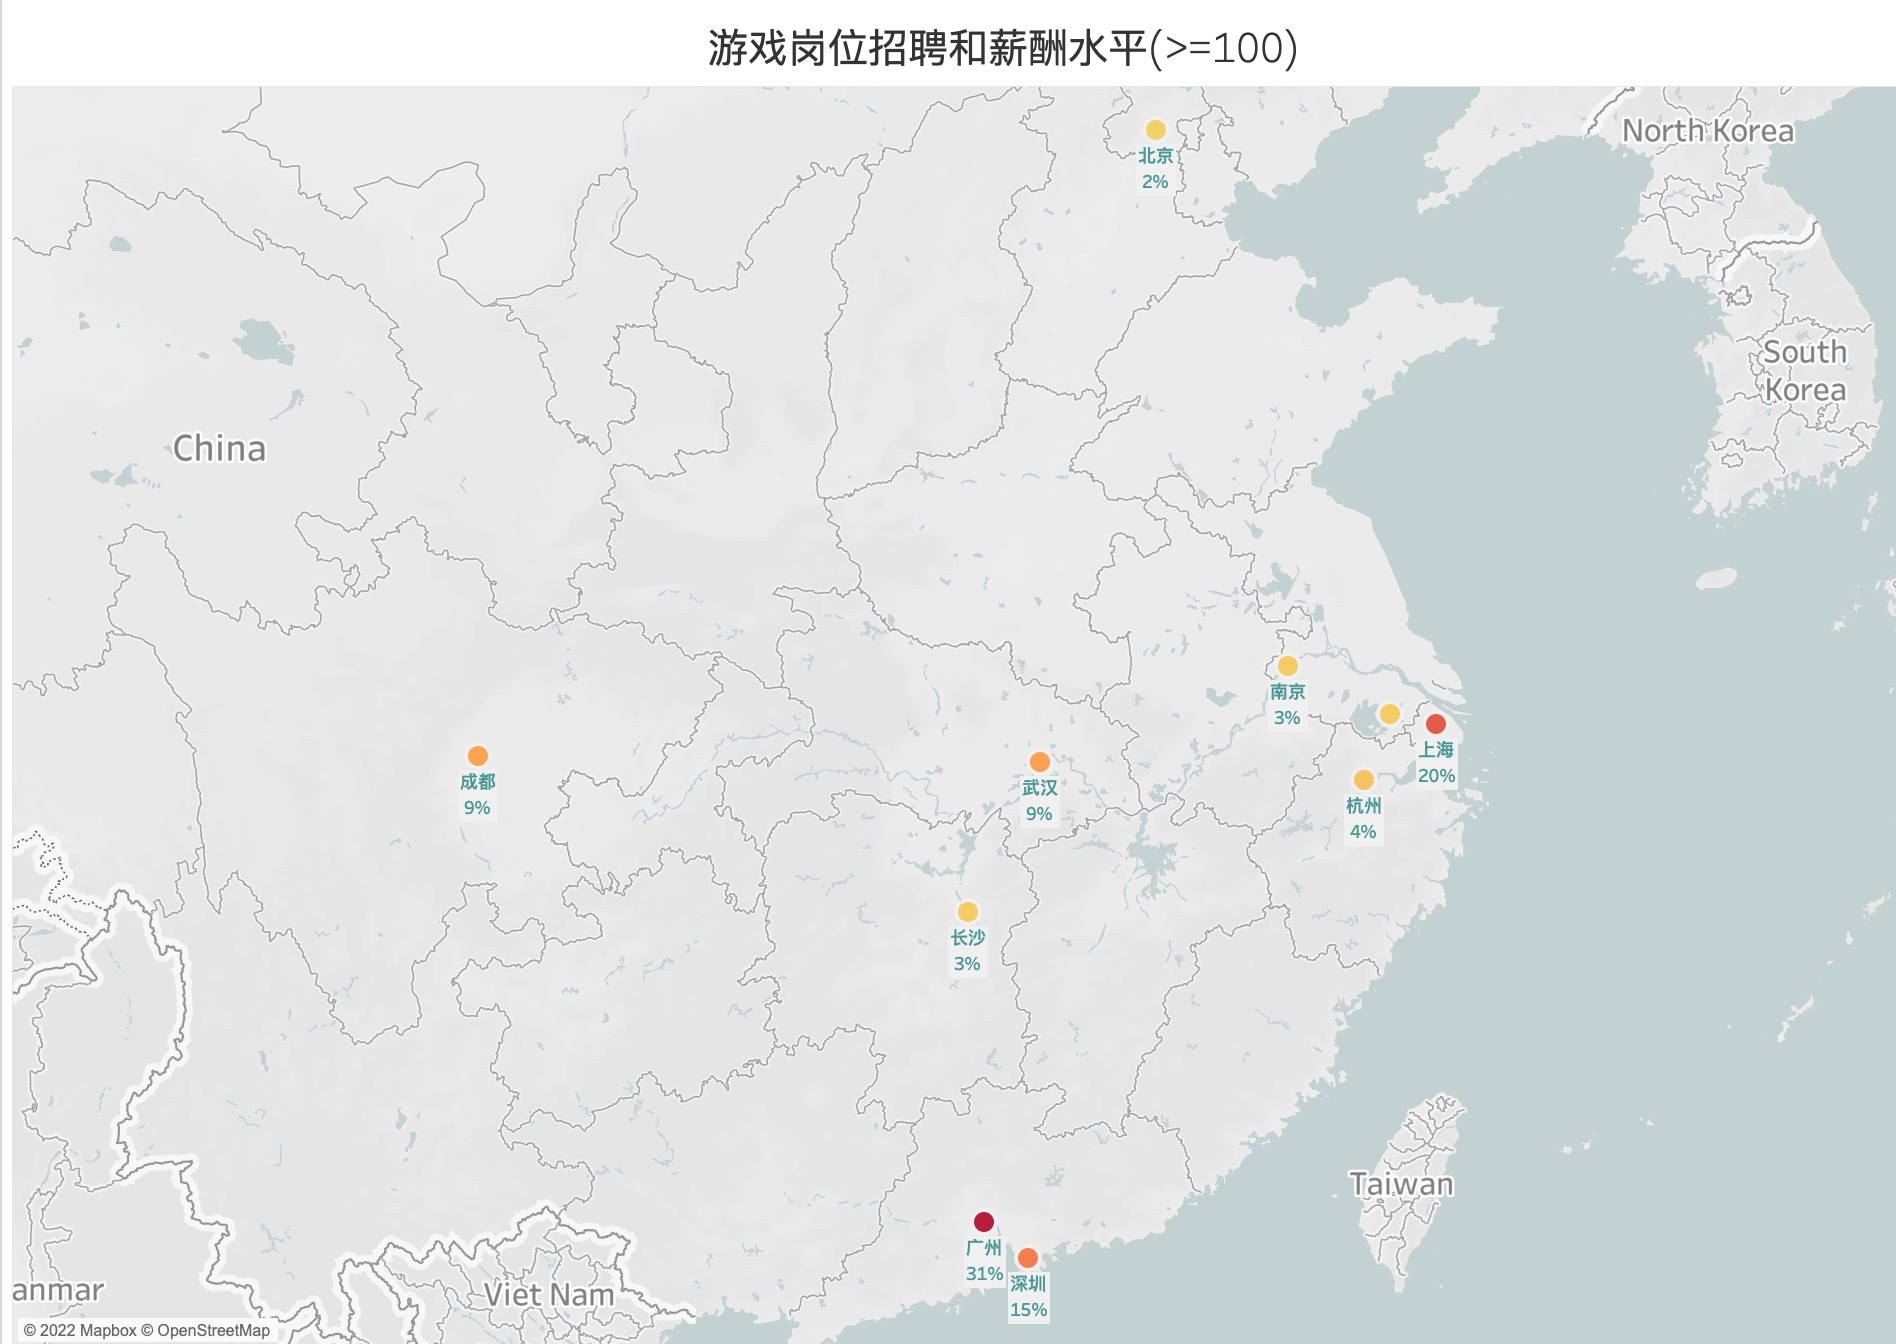 游戏岗位招聘和薪酬水平(>=100)
North Korea
北京
2%
South
Korea
China
南京
3%
上海
20%
成都
9%
武汉
9%
杭州
4%
长沙
3%
Taiwan
广州
31%
深圳
15%
anmar
Viet Nam
© 2022 Mapbox © OpenStreetMap